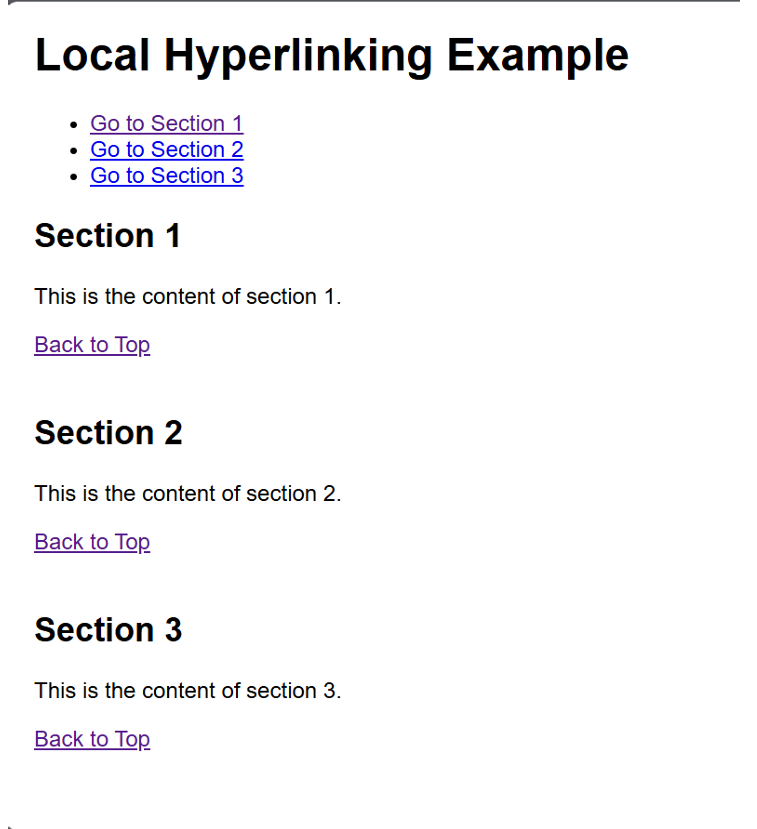 Local Hyperlinking Example
Go to Section 1
Go to Section 2
Go to Section 3
Section 1
This is the content of section 1.
Back to Top
Section 2
This is the content of section 2.
Back to Top
Section 3
This is the content of section 3.
Back to Top